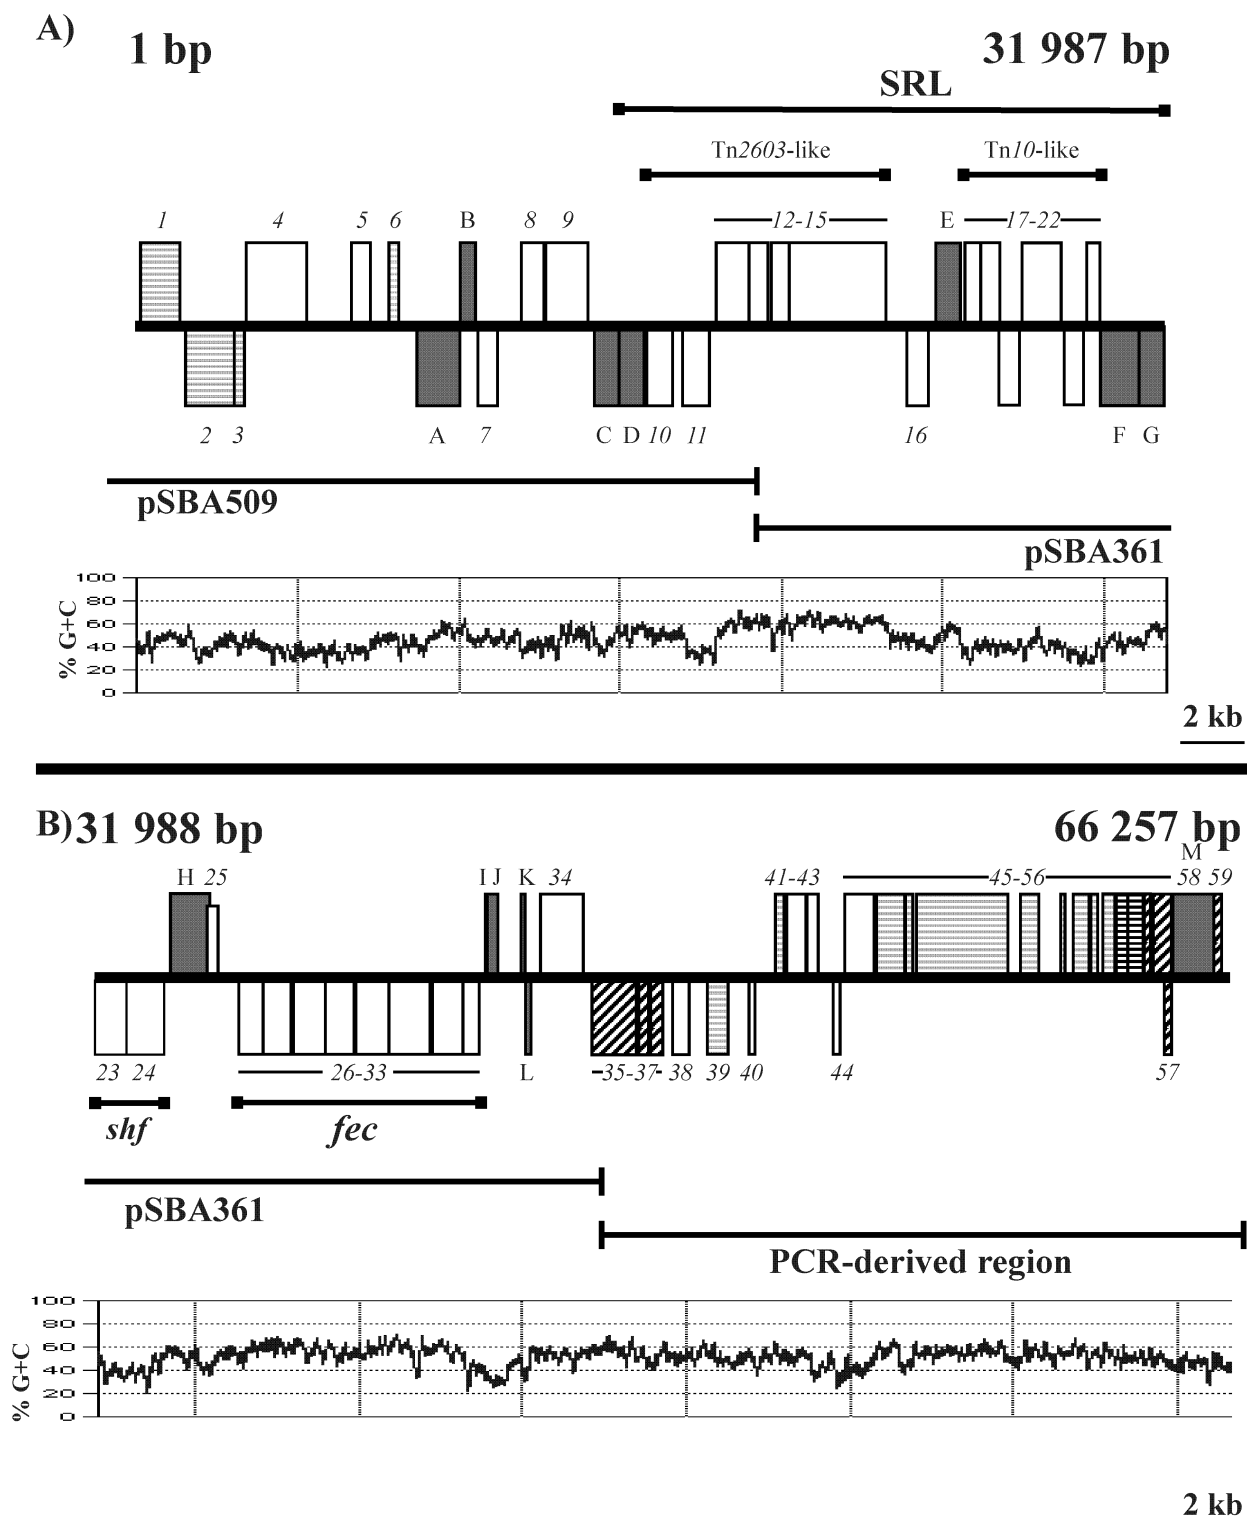 A)
1 bp 31 987 bp
SRL
Tn2603-like Tn10-like
1 4 5 6 B 8 9 12-15 E 17-22
2 3 A 7 C D 10 11 16 F G
pSBA509
pSBA361
100
80
60
40
20
0
% G+C
2 kb
B) 31 988 bp 66 257 bp
M
H 25 I J K 34 41-43 45-56 58 59
23 24 26-33 L 35-37 38 39 40 44 57
shf fec
pSBA361
PCR-derived region
100
80
60
40
20
0
% G+C
2 kb